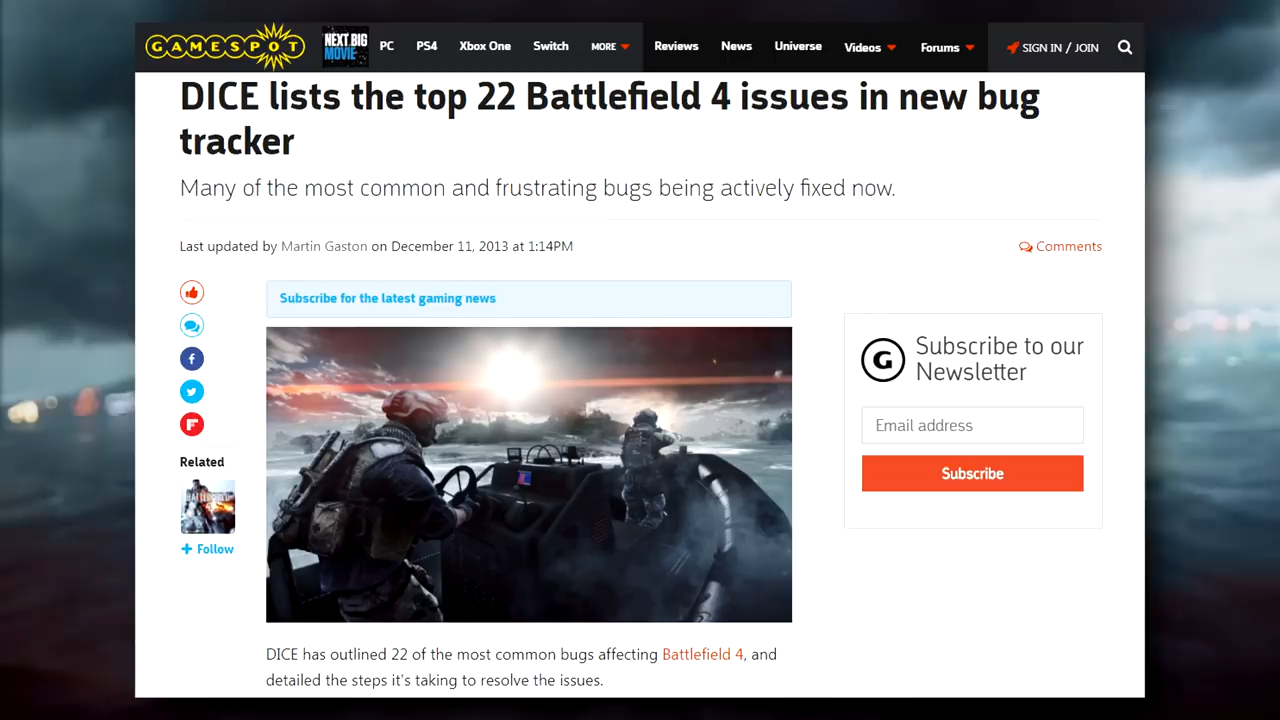 GAMESPOT
NEXT BIG MOVIE
PC
PS4
Xbox One
Switch
MORE
Reviews
News
Universe
Videos
Forums
SIGN IN / JOIN
DICE lists the top 22 Battlefield 4 issues in new bug
tracker
Many of the most common and frustrating bugs being actively fixed now.
Last updated by Martin Gaston on December 11, 2013 at 1:14PM
Comments
Subscribe for the latest gaming news
Related
BATTLEFIELD
+ Follow
G
Subscribe to our
Newsletter
Email address
Subscribe
DICE has outlined 22 of the most common bugs affecting Battlefield 4, and
detailed the steps it's taking to resolve the issues.